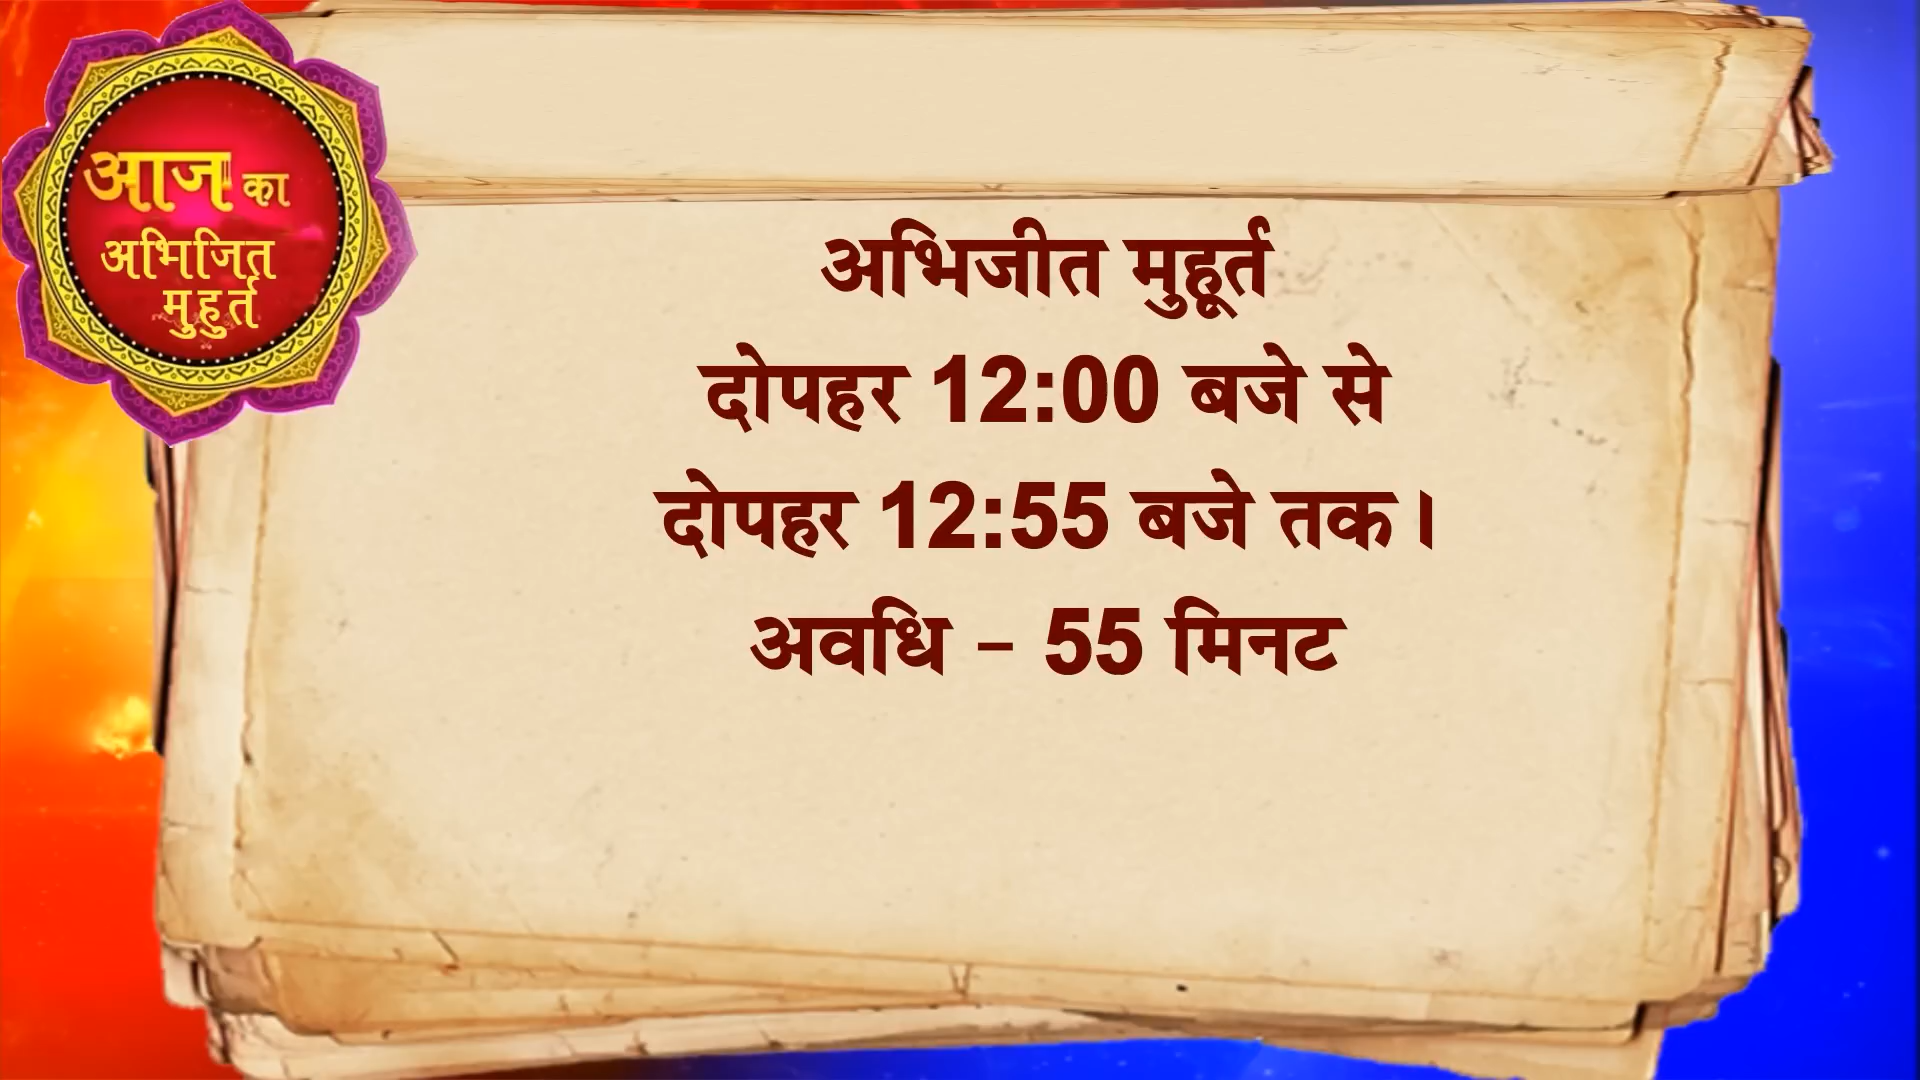 आज का
अभिजित
मुहुर्त
अभिजीत मुहूर्त
दोपहर 12:00 बजे से
दोपहर 12:55 बजे तक।
अवधि - 55 मिनट